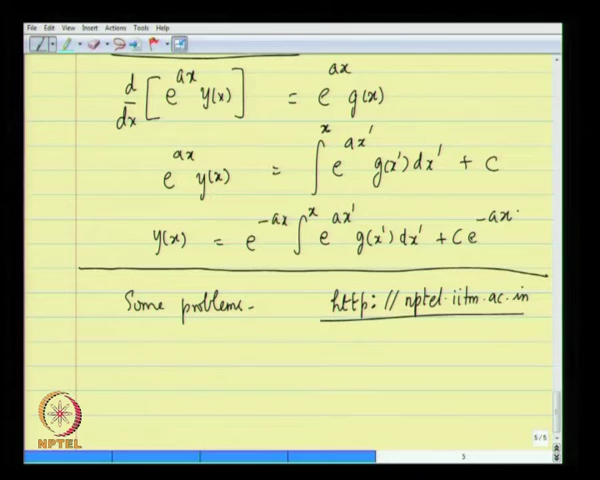 File Edit View Insert Actions Tools Help
d/dx [ e^{ax} y(x) ] = e^{ax} g(x)
e^{ax} y(x) = ∫^{x} e^{ax'} g(x') dx' + C
y(x) = e^{-ax} ∫^{x} e^{ax'} g(x') dx' + C e^{-ax}.
Some problems- http://nptel.iitm.ac.in
NPTEL
5/5
5